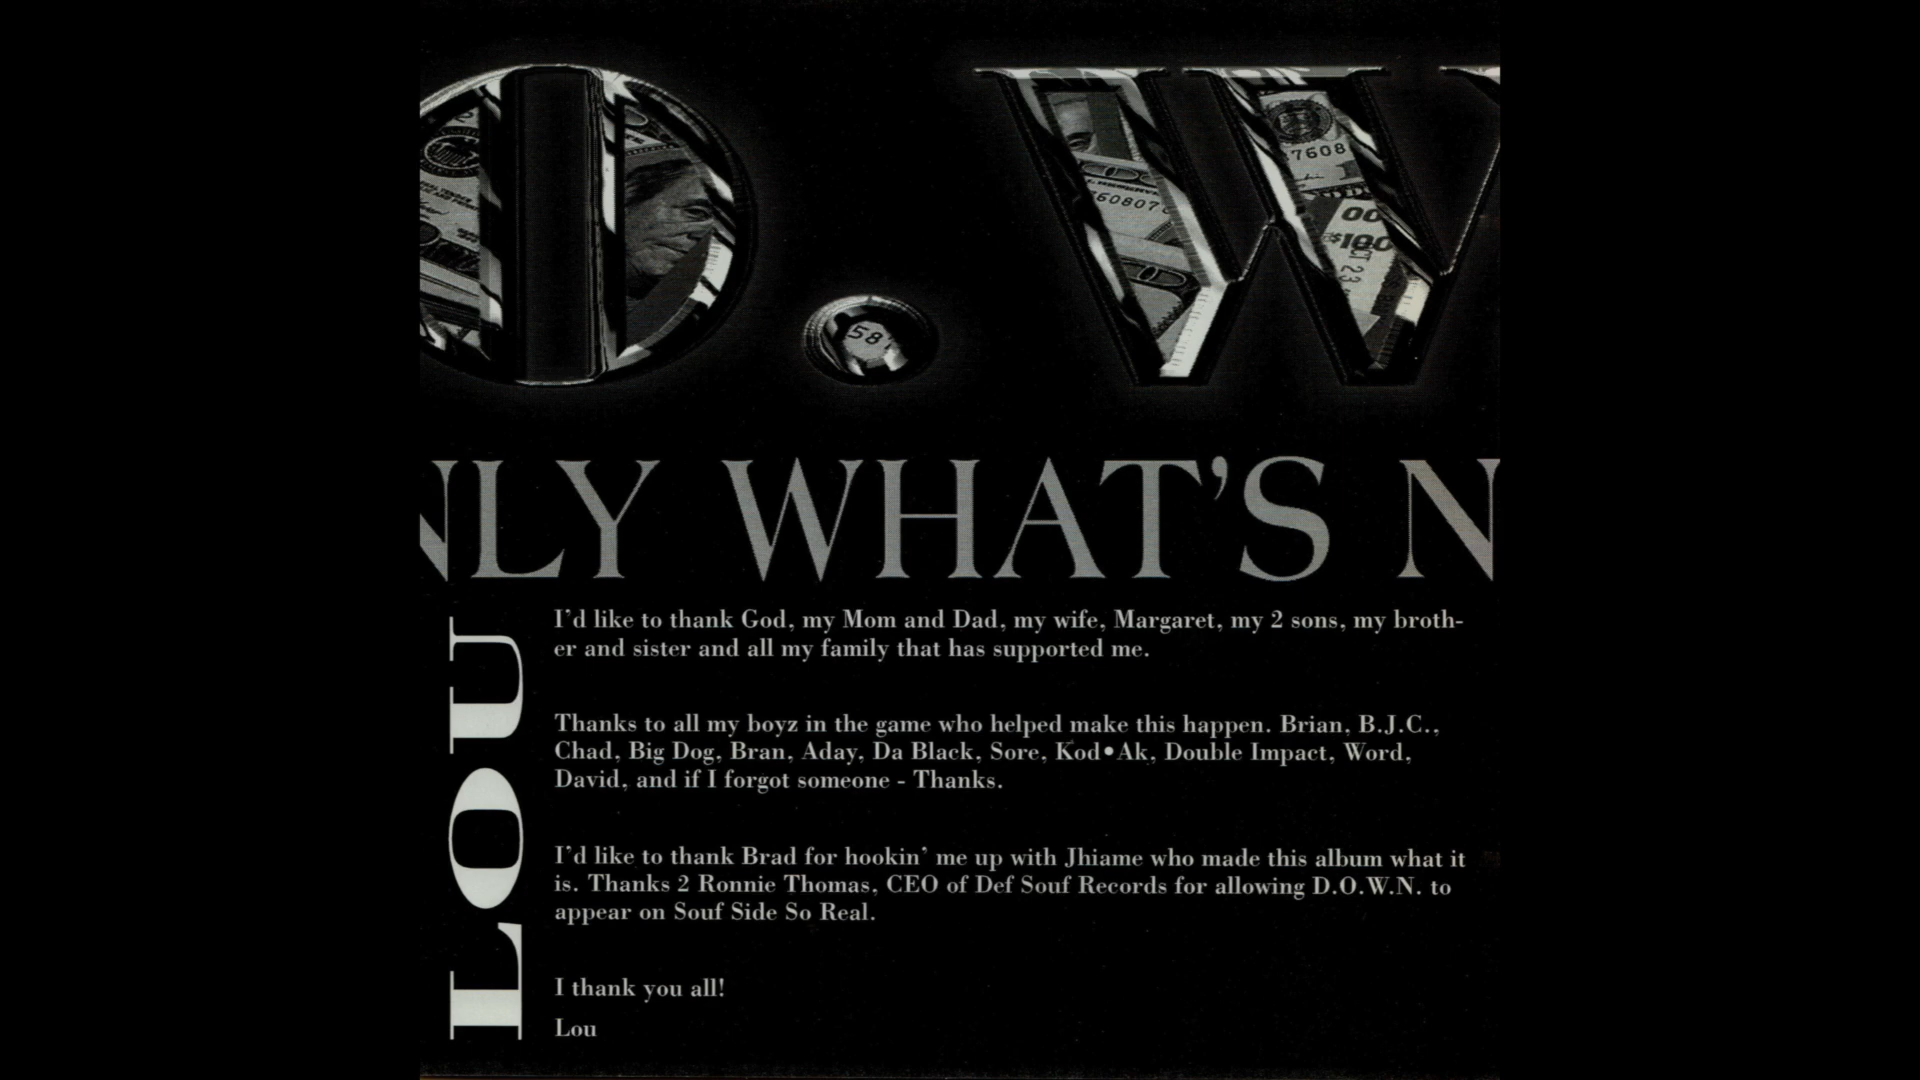 O. W
NLY WHAT'S N
LOU
I'd like to thank God, my Mom and Dad, my wife, Margaret, my 2 sons, my broth-
er and sister and all my family that has supported me.
Thanks to all my boyz in the game who helped make this happen. Brian, B.J.C.,
Chad, Big Dog, Bran, Aday, Da Black, Sore, Kod•Ak, Double Impact, Word,
David, and if I forgot someone - Thanks.
I'd like to thank Brad for hookin' me up with Jhiame who made this album what it
is. Thanks 2 Ronnie Thomas, CEO of Def Souf Records for allowing D.O.W.N. to
appear on Souf Side So Real.
I thank you all!
Lou